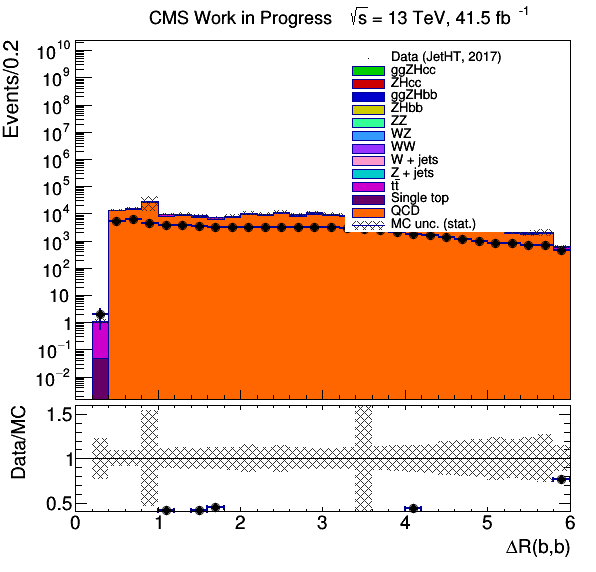 CMS Work in Progress √s = 13 TeV, 41.5 fb⁻¹
Events/0.2
10¹⁰
10⁹
10⁸
10⁷
10⁶
10⁵
10⁴
10³
10²
10
1
10⁻¹
10⁻²
Data (JetHT, 2017)
ggZHcc
ZHcc
ggZHbb
ZHbb
ZZ
WZ
WW
W + jets
Z + jets
tt̄
Single top
QCD
MC unc. (stat.)
Data/MC
1.5
1
0.5
0 1 2 3 4 5 6
ΔR(b,b)